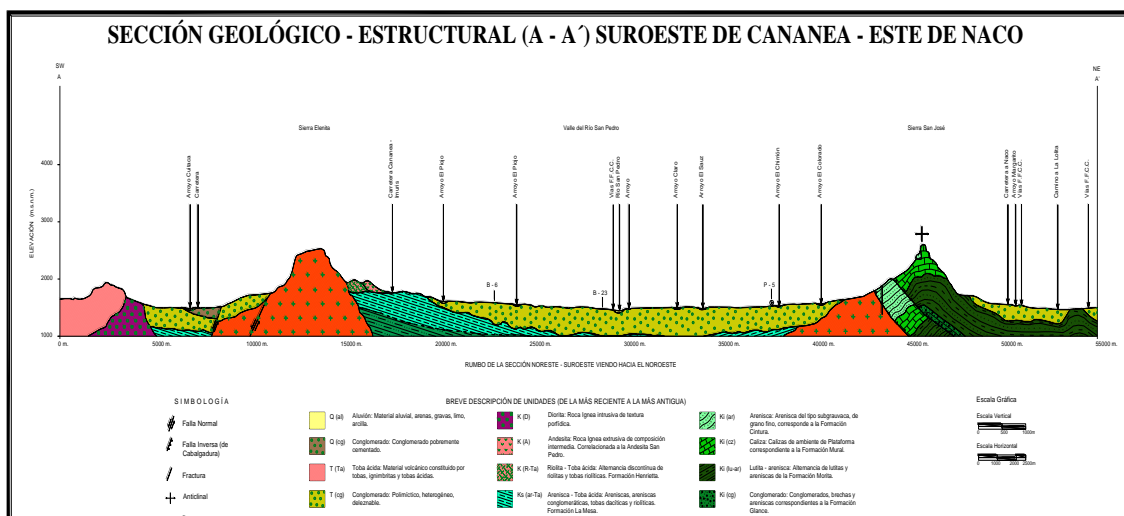 SECCIÓN GEOLÓGICO - ESTRUCTURAL (A - A´) SUROESTE DE CANANEA - ESTE DE NACO
SW
A
NE
A'
Sierra Elenita
Valle del Río San Pedro
Sierra San José
ELEVACIÓN (m.s.n.m.)
4000
3000
2000
1000
Arroyo Cuitaca
Carretera
Carretera Cananea -
Imuris
Arroyo El Piojo
Arroyo El Piojo
Vías F.F.C.C.
Río San Pedro
Arroyo
Arroyo Claro
Arroyo El Sauz
Arroyo El Chimón
Arroyo El Colorado
Carretera a Naco
Arroyo Margarito
Vías F.F.C.C.
Camino a La Lolita
Vías F.F.C.C.
B - 6
B - 23
P - 5
0 m.
5000 m.
10000 m.
15000 m.
20000 m.
25000 m.
30000 m.
35000 m.
40000 m.
45000 m.
50000 m.
55000 m.
RUMBO DE LA SECCIÓN NORESTE - SUROESTE VIENDO HACIA EL NOROESTE
SIMBOLOGÍA
Falla Normal
Falla Inversa (de
Cabalgadura)
Fractura
Anticlinal
BREVE DESCRIPCIÓN DE UNIDADES (DE LA MÁS RECIENTE A LA MÁS ANTIGUA)
Q (al) Aluvión: Material aluvial, arenas, gravas, limo,
arcilla.
Q (cg) Conglomerado: Conglomerado pobremente
cementado.
T (Ta) Toba ácida: Material volcánico constituido por
tobas, ignimbritas y tobas ácidas.
T (cg) Conglomerado: Polimíctico, heterogéneo,
deleznable.
K (D) Diorita: Roca Ignea intrusiva de textura
porfídica.
K (A) Andesita: Roca Ignea extrusiva de composición
intermedia. Correlacionada a la Andesita San
Pedro.
K (R-Ta) Riolita - Toba ácida: Alternancia discontinua de
riolitas y tobas riolíticas. Formación Henrietta.
Ks (ar-Ta) Arenisca - Toba ácida: Areniscas, areniscas
conglomeráticas, tobas dacíticas y riolíticas.
Formación La Mesa.
Ki (ar) Arenisca: Arenisca del tipo subgrauvaca, de
grano fino, corresponde a la Formación
Cintura.
Ki (cz) Caliza: Calizas de ambiente de Plataforma
correspondiente a la Formación Mural.
Ki (lu-ar) Lutita - arenisca: Alternancia de lutitas y
areniscas de la Formación Morita.
Ki (cg) Conglomerado: Conglomerados, brechas y
areniscas correspondientes a la Formación
Glance.
Escala Gráfica
Escala Vertical
0 500 1000m
Escala Horizontal
0 1000 2000 2500m